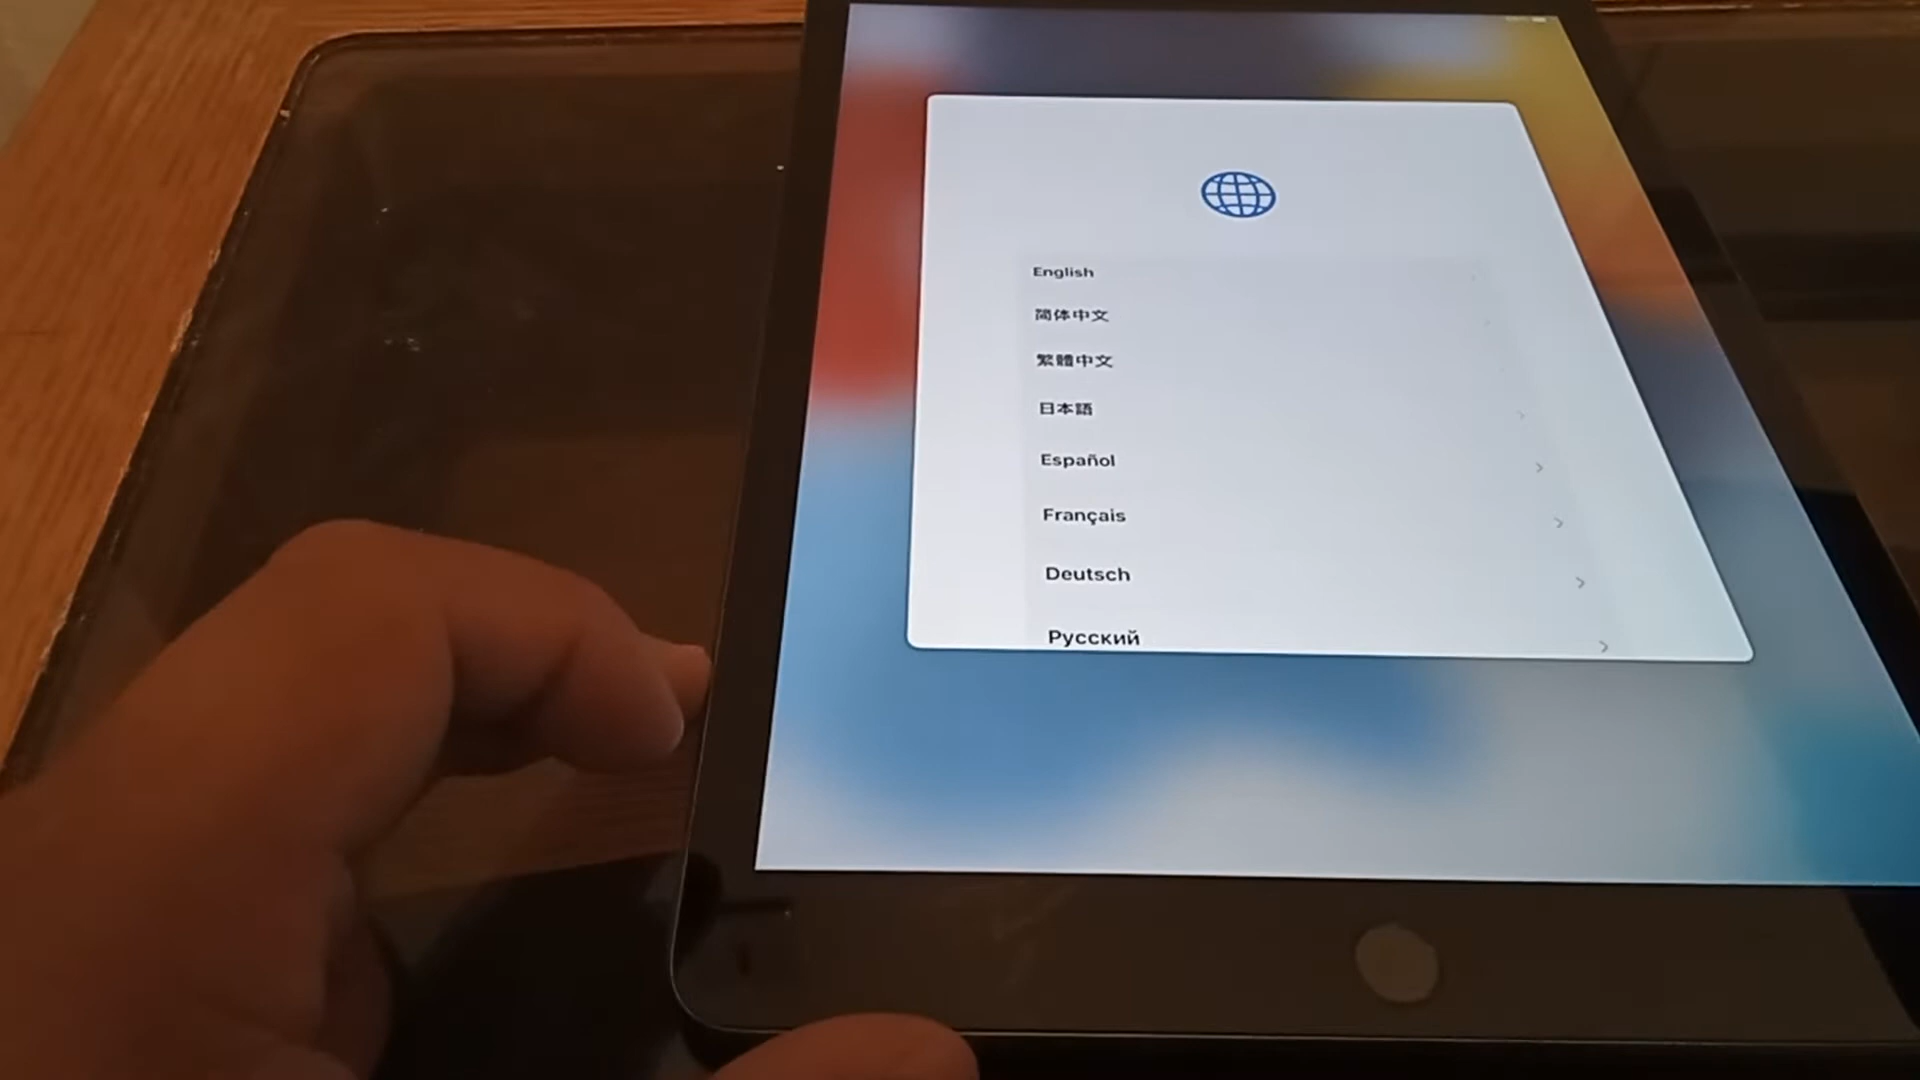 English
简体中文
繁體中文
日本語
Español
Français
Deutsch
Русский